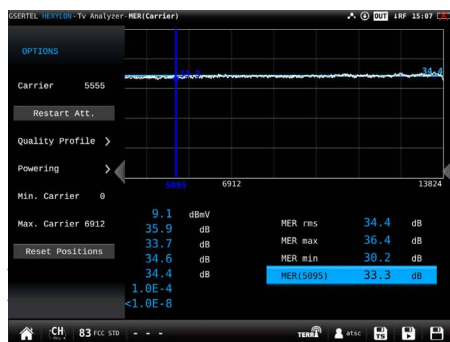 GSERTEL HEXYLON-Tv Analyzer-MER(Carrier) OUT ↓RF 15:07
OPTIONS
Carrier 5555
Restart Att.
Quality Profile >
Powering >
Min. Carrier 0
Max. Carrier 6912
Reset Positions
33.3 34.4
5095 6912 13824
9.1 dBmV
35.9 dB
33.7 dB
34.6 dB
34.4 dB
1.0E-4
<1.0E-8
MER rms 34.4 dB
MER max 36.4 dB
MER min 30.2 dB
MER(5095) 33.3 dB
CH 83 FCC STD - - - TERR atsc TS